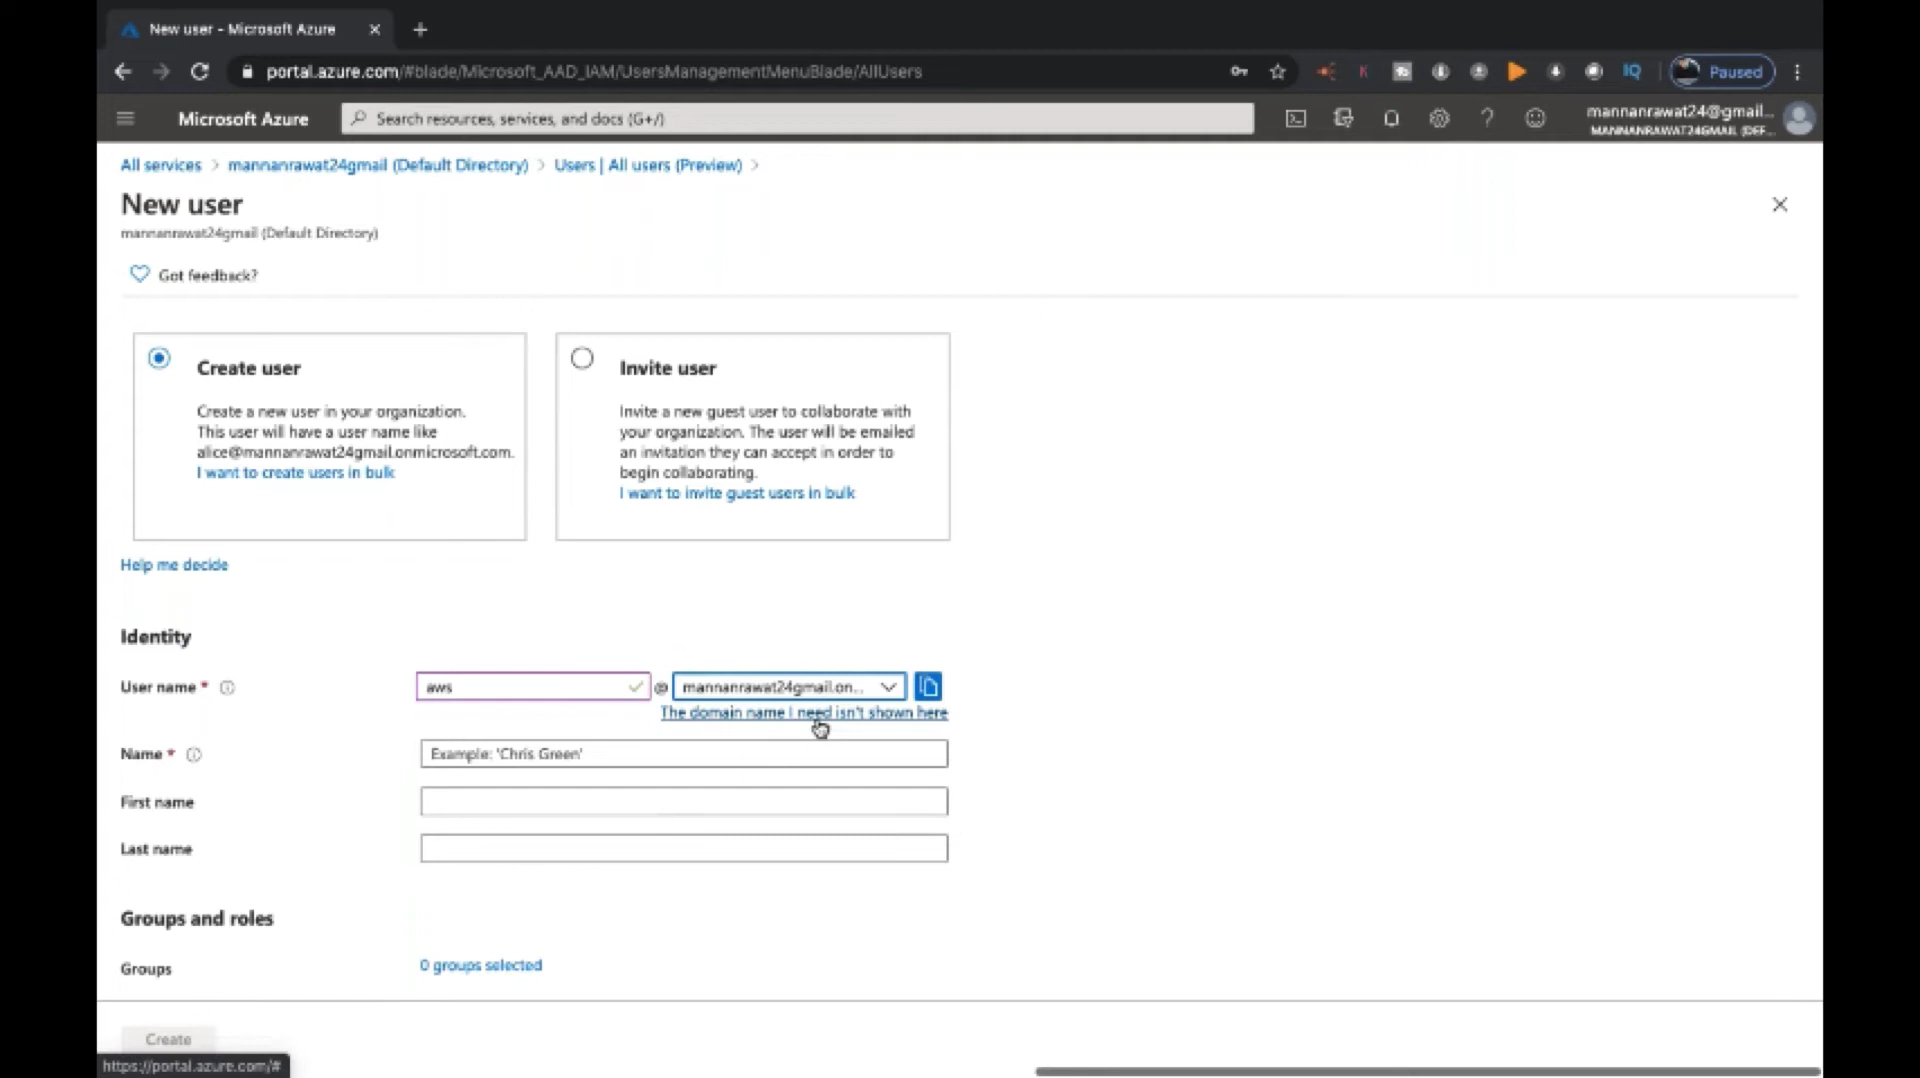 New user - Microsoft Azure
portal.azure.com/#blade/Microsoft_AAD_IAM/UsersManagementMenuBlade/AllUsers
K
IQ
Paused
Microsoft Azure
Search resources, services, and docs (G+/)
mannanrawat24@gmail...
MANNANRAWAT24GMAIL (DEF...
All services > mannanrawat24gmail (Default Directory) > Users | All users (Preview) >
New user
mannanrawat24gmail (Default Directory)
Got feedback?
Create user
Create a new user in your organization.
This user will have a user name like
alice@mannanrawat24gmail.onmicrosoft.com.
I want to create users in bulk
Invite user
Invite a new guest user to collaborate with
your organization. The user will be emailed
an invitation they can accept in order to
begin collaborating.
I want to invite guest users in bulk
Help me decide
Identity
User name *
aws
@
mannanrawat24gmail.on...
The domain name I need isn't shown here
Name *
Example: 'Chris Green'
First name
Last name
Groups and roles
Groups
0 groups selected
Create
https://portal.azure.com/#